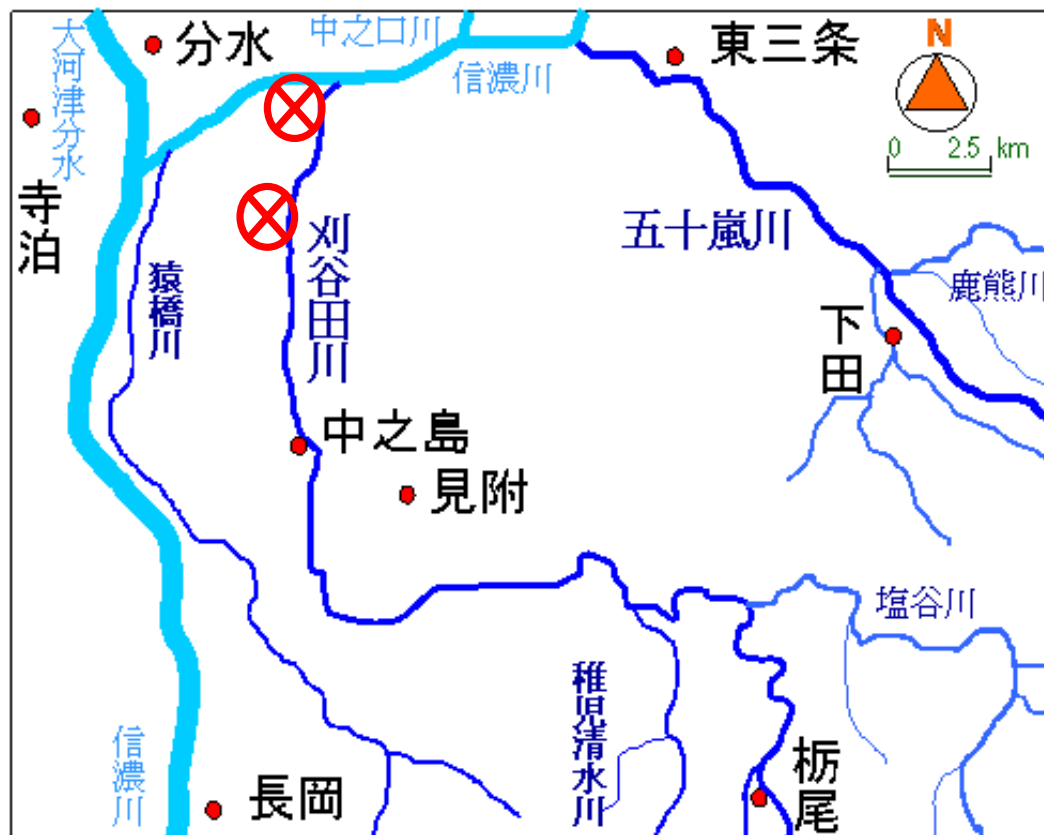 大河津分水
分水
中之口川
信濃川
東三条
N
0 2.5 km
寺泊
猿橋川
刈谷田川
五十嵐川
鹿熊川
下田
中之島
見附
塩谷川
稚児清水川
栃尾
信濃川
長岡